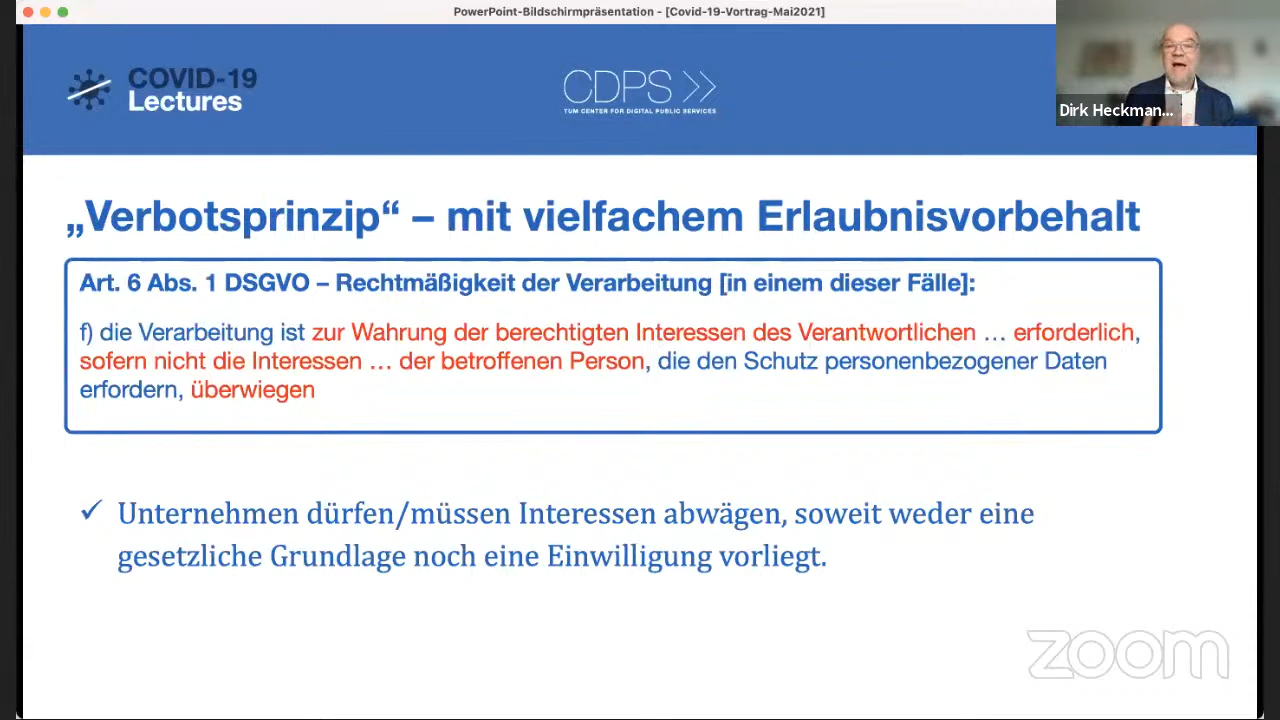 PowerPoint-Bildschirmpräsentation - [Covid-19-Vortrag-Mai2021]
COVID-19
Lectures
CDPS
TUM CENTER FOR DIGITAL PUBLIC SERVICES
Dirk Heckman...
„Verbotsprinzip“ – mit vielfachem Erlaubnisvorbehalt
Art. 6 Abs. 1 DSGVO – Rechtmäßigkeit der Verarbeitung [in einem dieser Fälle]:
f) die Verarbeitung ist zur Wahrung der berechtigten Interessen des Verantwortlichen … erforderlich,
sofern nicht die Interessen … der betroffenen Person, die den Schutz personenbezogener Daten
erfordern, überwiegen
✓ Unternehmen dürfen/müssen Interessen abwägen, soweit weder eine
gesetzliche Grundlage noch eine Einwilligung vorliegt.
zoom